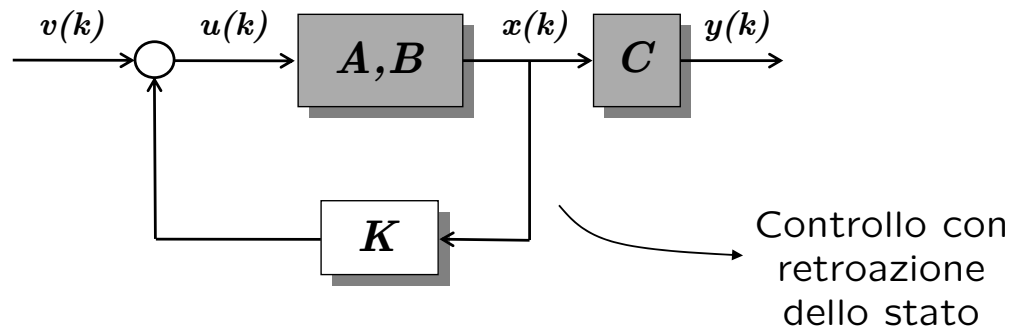 v(k) u(k) x(k) y(k)
A,B C
K
Controllo con
retroazione
dello stato